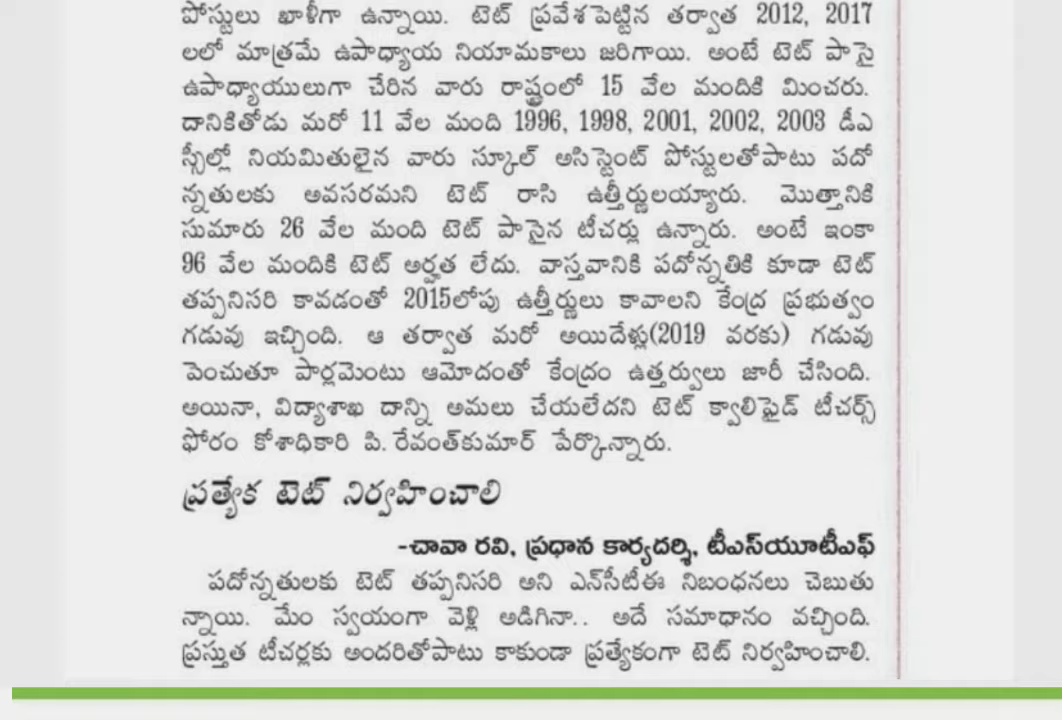 పోస్టులు ఖాళీగా ఉన్నాయి. టెట్ ప్రవేశపెట్టిన తర్వాత 2012, 2017
లలో మాత్రమే ఉపాధ్యాయ నియామకాలు జరిగాయి. అంటే టెట్ పాసై
ఉపాధ్యాయులుగా చేరిన వారు రాష్ట్రంలో 15 వేల మందికి మించరు.
దానికితోడు మరో 11 వేల మంది 1996, 1998, 2001, 2002, 2003 డీఎ
స్సీల్లో నియమితులైన వారు స్కూల్ అసిస్టెంట్ పోస్టులతోపాటు పదో
న్నతులకు అవసరమని టెట్ రాసి ఉత్తీర్ణులయ్యారు. మొత్తానికి
సుమారు 26 వేల మంది టెట్ పాసైన టీచర్లు ఉన్నారు. అంటే ఇంకా
96 వేల మందికి టెట్ అర్హత లేదు. వాస్తవానికి పదోన్నతికి కూడా టెట్
తప్పనిసరి కావడంతో 2015లోపు ఉత్తీర్ణులు కావాలని కేంద్ర ప్రభుత్వం
గడువు ఇచ్చింది. ఆ తర్వాత మరో అయిదేళ్లు(2019 వరకు) గడువు
పెంచుతూ పార్లమెంటు ఆమోదంతో కేంద్రం ఉత్తర్వులు జారీ చేసింది.
అయినా, విద్యాశాఖ దాన్ని అమలు చేయలేదని టెట్ క్వాలిఫైడ్ టీచర్స్
ఫోరం కోశాధికారి పి. రేవంత్‌కుమార్ పేర్కొన్నారు.
ప్రత్యేక టెట్ నిర్వహించాలి
-చావా రవి, ప్రధాన కార్యదర్శి, టీఎస్‌యూటీఎఫ్
పదోన్నతులకు టెట్ తప్పనిసరి అని ఎన్‌సీటీఈ నిబంధనలు చెబుతు
న్నాయి. మేం స్వయంగా వెళ్లి అడిగినా.. అదే సమాధానం వచ్చింది.
ప్రస్తుత టీచర్లకు అందరితోపాటు కాకుండా ప్రత్యేకంగా టెట్ నిర్వహించాలి.